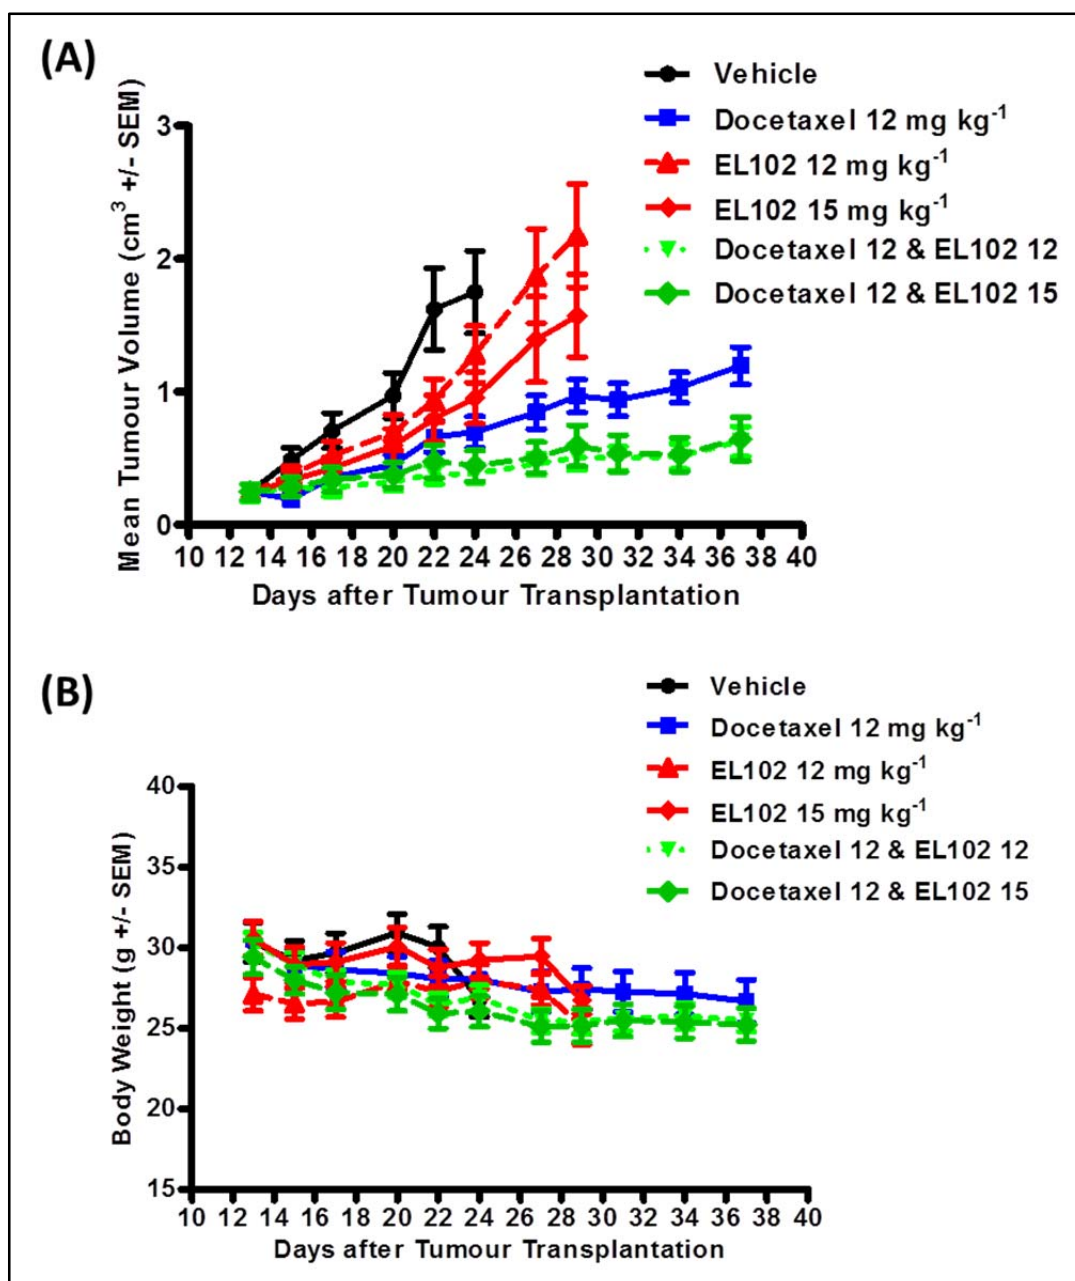 (A)
Vehicle
Docetaxel 12 mg kg⁻¹
EL102 12 mg kg⁻¹
EL102 15 mg kg⁻¹
Docetaxel 12 & EL102 12
Docetaxel 12 & EL102 15
Mean Tumour Volume (cm³ +/- SEM)
3
2
1
0
10 12 14 16 18 20 22 24 26 28 30 32 34 36 38 40
Days after Tumour Transplantation
(B)
Vehicle
Docetaxel 12 mg kg⁻¹
EL102 12 mg kg⁻¹
EL102 15 mg kg⁻¹
Docetaxel 12 & EL102 12
Docetaxel 12 & EL102 15
Body Weight (g +/- SEM)
40
35
30
25
20
15
10 12 14 16 18 20 22 24 26 28 30 32 34 36 38 40
Days after Tumour Transplantation